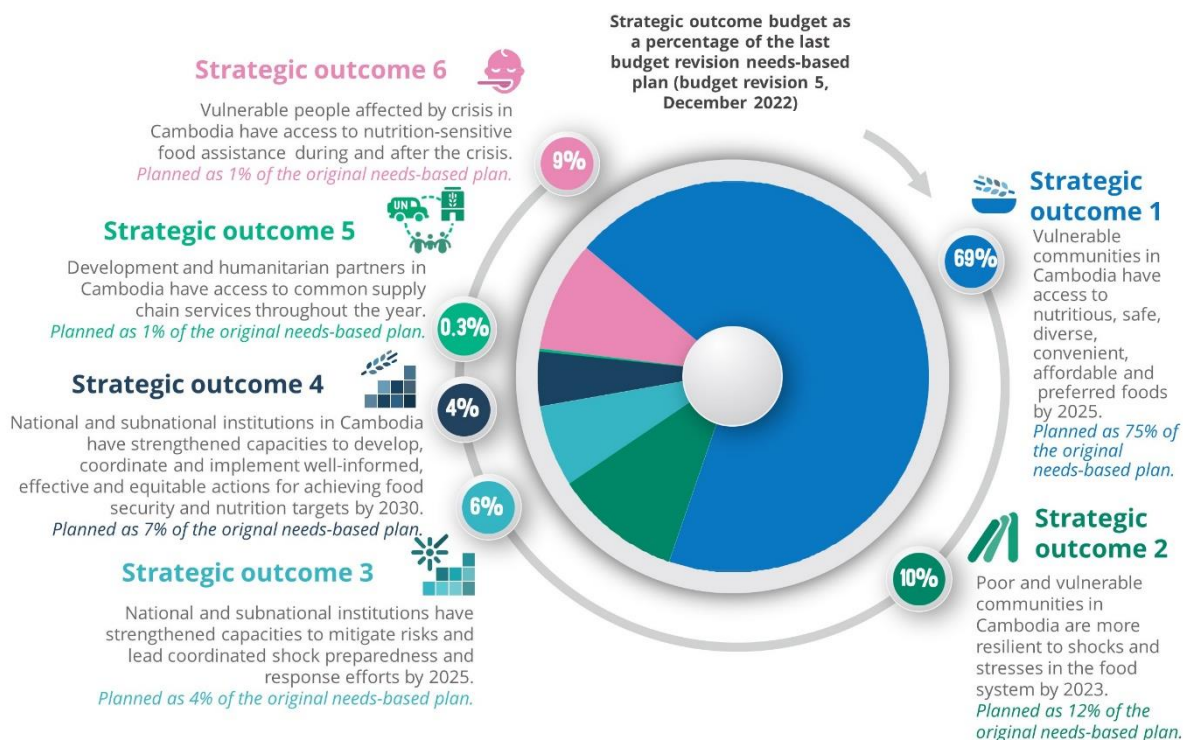 Strategic outcome budget as
a percentage of the last
budget revision needs-based
plan (budget revision 5,
December 2022)
Strategic
outcome 1
69%
Vulnerable
communities in
Cambodia have
access to
nutritious, safe,
diverse,
convenient,
affordable and
preferred foods
by 2025.
Planned as 75% of
the original
needs-based plan.
Strategic
outcome 2
10%
Poor and vulnerable
communities in
Cambodia are more
resilient to shocks and
stresses in the food
system by 2023.
Planned as 12% of the
original needs-based plan.
Strategic outcome 3
6%
National and subnational institutions have
strengthened capacities to mitigate risks and
lead coordinated shock preparedness and
response efforts by 2025.
Planned as 4% of the original needs-based plan.
Strategic outcome 4
4%
National and subnational institutions in Cambodia
have strengthened capacities to develop,
coordinate and implement well-informed,
effective and equitable actions for achieving food
security and nutrition targets by 2030.
Planned as 7% of the orignal needs-based plan.
UN
Strategic outcome 5
0.3%
Development and humanitarian partners in
Cambodia have access to common supply
chain services throughout the year.
Planned as 1% of the original needs-based plan.
Strategic outcome 6
9%
Vulnerable people affected by crisis in
Cambodia have access to nutrition-sensitive
food assistance during and after the crisis.
Planned as 1% of the original needs-based plan.